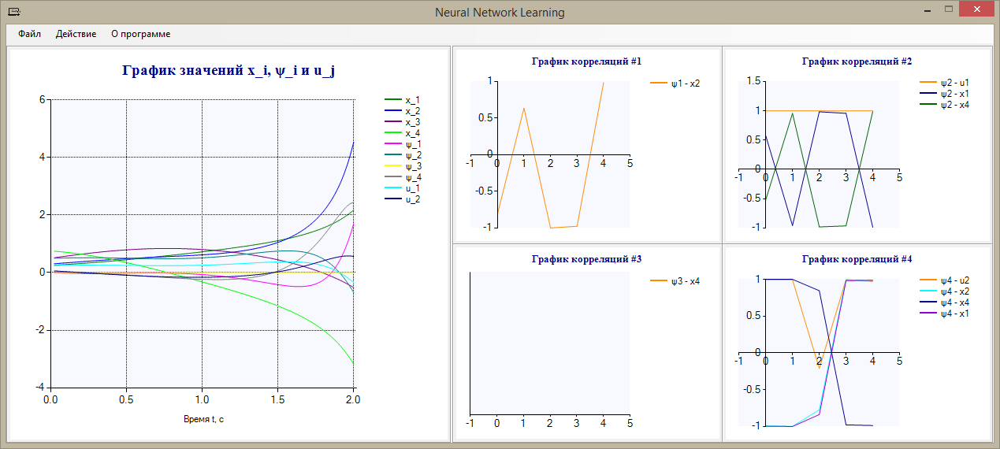 Neural Network Learning
Файл Действие О программе
График значений x_i, ψ_i и u_j
6
4
2
0
-2
-4
0.0 0.5 1.0 1.5 2.0
Время t, с
x_1
x_2
x_3
x_4
ψ_1
ψ_2
ψ_3
ψ_4
u_1
u_2
График корреляций #1
1
0.5
0
-0.5
-1
-1 0 1 2 3 4 5
ψ1 - x2
График корреляций #2
1.5
1
0.5
0
-0.5
-1
-1 0 1 2 3 4 5
ψ2 - u1
ψ2 - x1
ψ2 - x4
График корреляций #3
-1 0 1 2 3 4 5
ψ3 - x4
График корреляций #4
1
0.5
0
-0.5
-1
-1 0 1 2 3 4 5
ψ4 - u2
ψ4 - x2
ψ4 - x4
ψ4 - x1